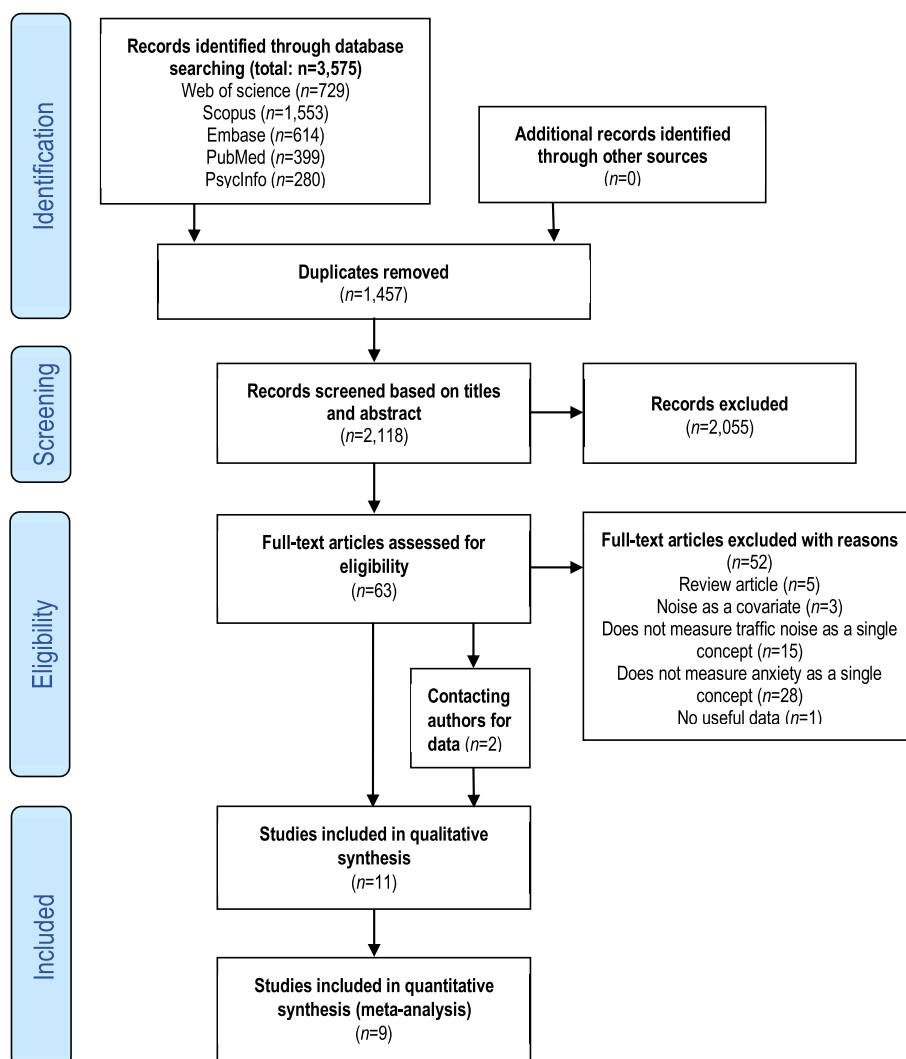 Identification
Records identified through database
searching (total: n=3,575)
Web of science (n=729)
Scopus (n=1,553)
Embase (n=614)
PubMed (n=399)
PsycInfo (n=280)
Additional records identified
through other sources
(n=0)
Duplicates removed
(n=1,457)
Screening
Records screened based on titles
and abstract
(n=2,118)
Records excluded
(n=2,055)
Eligibility
Full-text articles assessed for
eligibility
(n=63)
Full-text articles excluded with reasons
(n=52)
Review article (n=5)
Noise as a covariate (n=3)
Does not measure traffic noise as a single
concept (n=15)
Does not measure anxiety as a single
concept (n=28)
No useful data (n=1)
Contacting
authors for
data (n=2)
Included
Studies included in qualitative
synthesis
(n=11)
Studies included in quantitative
synthesis (meta-analysis)
(n=9)